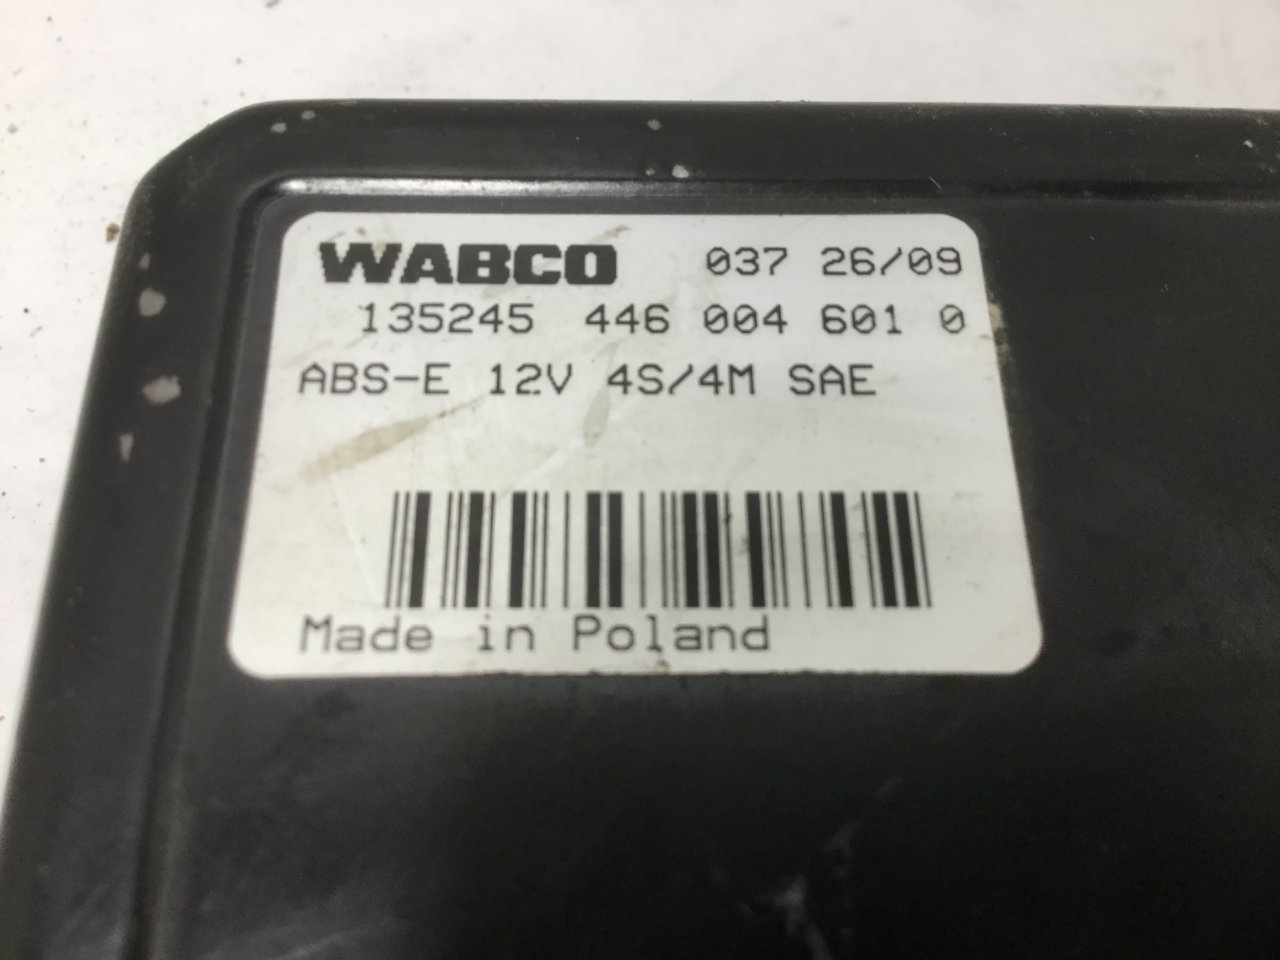 WABCO 037 26/09
135245 446 004 601 0
ABS-E 12V 4S/4M SAE
Made in Poland